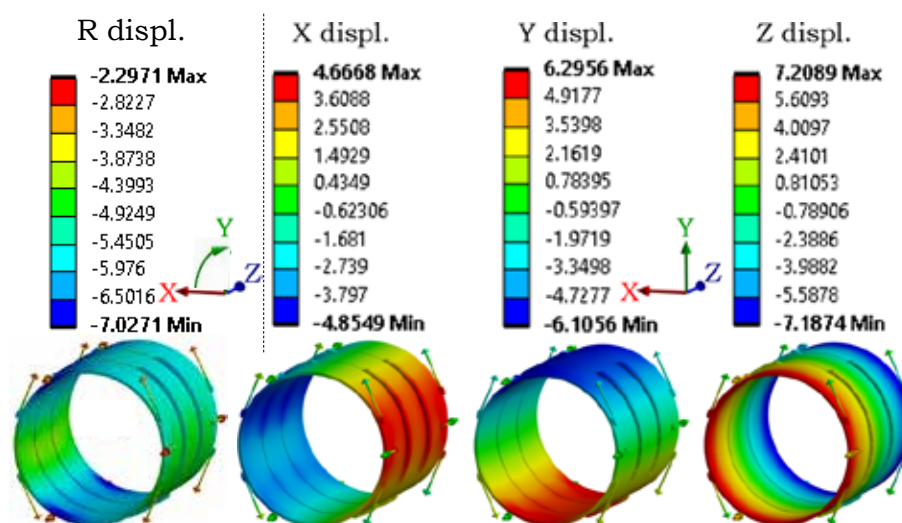 R displ.
-2.2971 Max
-2.8227
-3.3482
-3.8738
-4.3993
-4.9249
-5.4505
-5.976
-6.5016
-7.0271 Min
Y
X
Z
X displ.
4.6668 Max
3.6088
2.5508
1.4929
0.4349
-0.62306
-1.681
-2.739
-3.797
-4.8549 Min
Y displ.
6.2956 Max
4.9177
3.5398
2.1619
0.78395
-0.59397
-1.9719
-3.3498
-4.7277
-6.1056 Min
Y
X
Z
Z displ.
7.2089 Max
5.6093
4.0097
2.4101
0.81053
-0.78906
-2.3886
-3.9882
-5.5878
-7.1874 Min